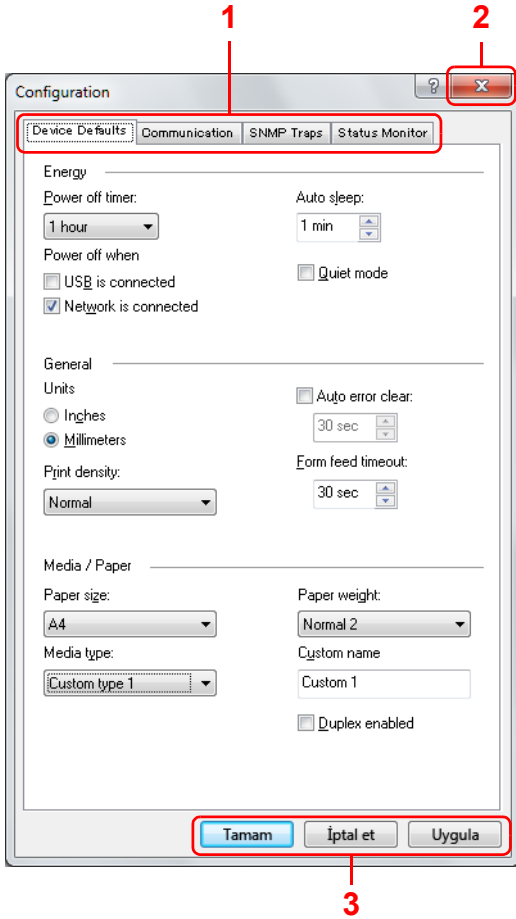 1 2
Configuration
Device Defaults Communication SNMP Traps Status Monitor
Energy
Power off timer: Auto sleep:
1 hour 1 min
Power off when
USB is connected Quiet mode
Network is connected
General
Units Auto error clear:
Inches 30 sec
Millimeters
Print density: Form feed timeout:
Normal 30 sec
Media / Paper
Paper size: Paper weight:
A4 Normal 2
Media type: Custom name
Custom type 1 Custom 1
Duplex enabled
Tamam İptal et Uygula
3